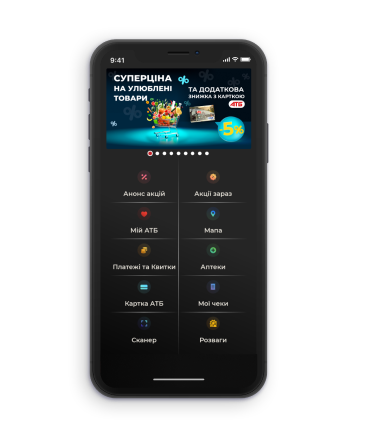 9:41
СУПЕРЦІНА
НА УЛЮБЛЕНІ
ТОВАРИ
ТА ДОДАТКОВА
ЗНИЖКА З КАРТКОЮ
АТБ
-5%
Анонс акцій
Акції зараз
Мій АТБ
Мапа
Платежі та Квитки
Аптеки
Картка АТБ
Мої чеки
Сканер
Розваги